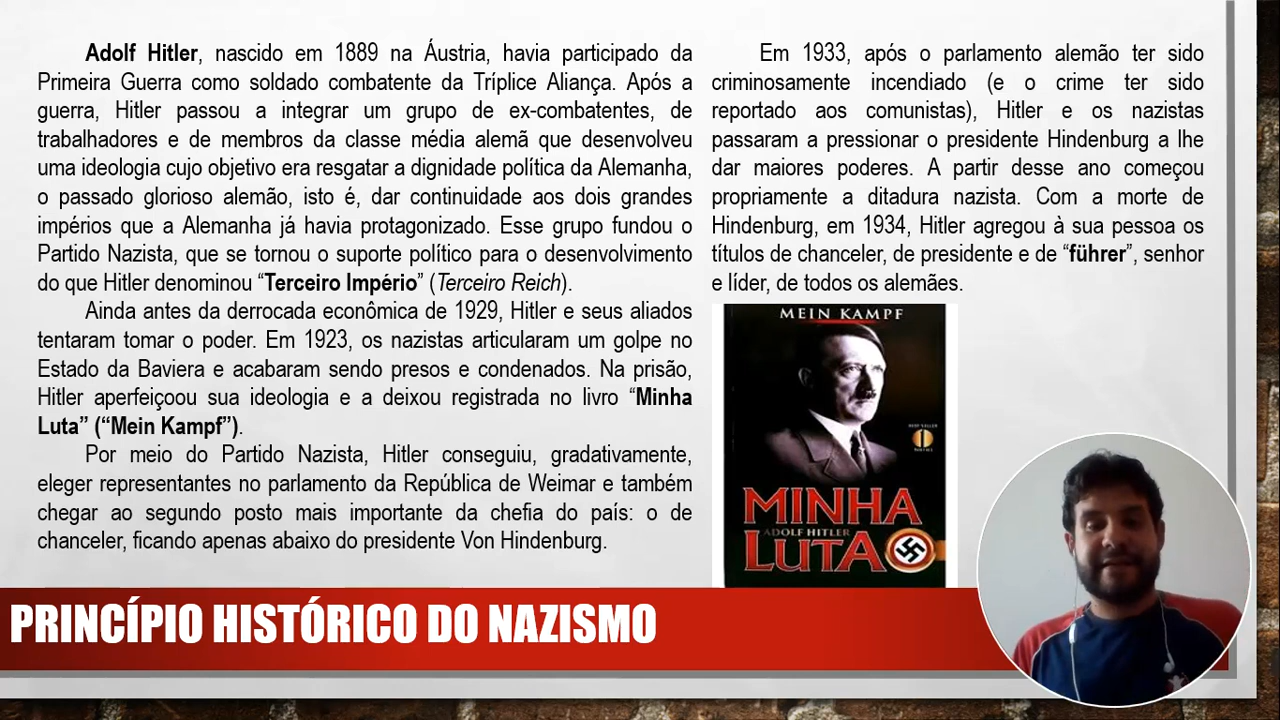 Adolf Hitler, nascido em 1889 na Áustria, havia participado da
Primeira Guerra como soldado combatente da Tríplice Aliança. Após a
guerra, Hitler passou a integrar um grupo de ex-combatentes, de
trabalhadores e de membros da classe média alemã que desenvolveu
uma ideologia cujo objetivo era resgatar a dignidade política da Alemanha,
o passado glorioso alemão, isto é, dar continuidade aos dois grandes
impérios que a Alemanha já havia protagonizado. Esse grupo fundou o
Partido Nazista, que se tornou o suporte político para o desenvolvimento
do que Hitler denominou “Terceiro Império” (Terceiro Reich).
Ainda antes da derrocada econômica de 1929, Hitler e seus aliados
tentaram tomar o poder. Em 1923, os nazistas articularam um golpe no
Estado da Baviera e acabaram sendo presos e condenados. Na prisão,
Hitler aperfeiçoou sua ideologia e a deixou registrada no livro “Minha
Luta” (“Mein Kampf”).
Por meio do Partido Nazista, Hitler conseguiu, gradativamente,
eleger representantes no parlamento da República de Weimar e também
chegar ao segundo posto mais importante da chefia do país: o de
chanceler, ficando apenas abaixo do presidente Von Hindenburg.
Em 1933, após o parlamento alemão ter sido
criminosamente incendiado (e o crime ter sido
reportado aos comunistas), Hitler e os nazistas
passaram a pressionar o presidente Hindenburg a lhe
dar maiores poderes. A partir desse ano começou
propriamente a ditadura nazista. Com a morte de
Hindenburg, em 1934, Hitler agregou à sua pessoa os
títulos de chanceler, de presidente e de “führer”, senhor
e líder, de todos os alemães.
MEIN KAMPF
MINHA
ADOLF HITLER
LUTA
PRINCÍPIO HISTÓRICO DO NAZISMO